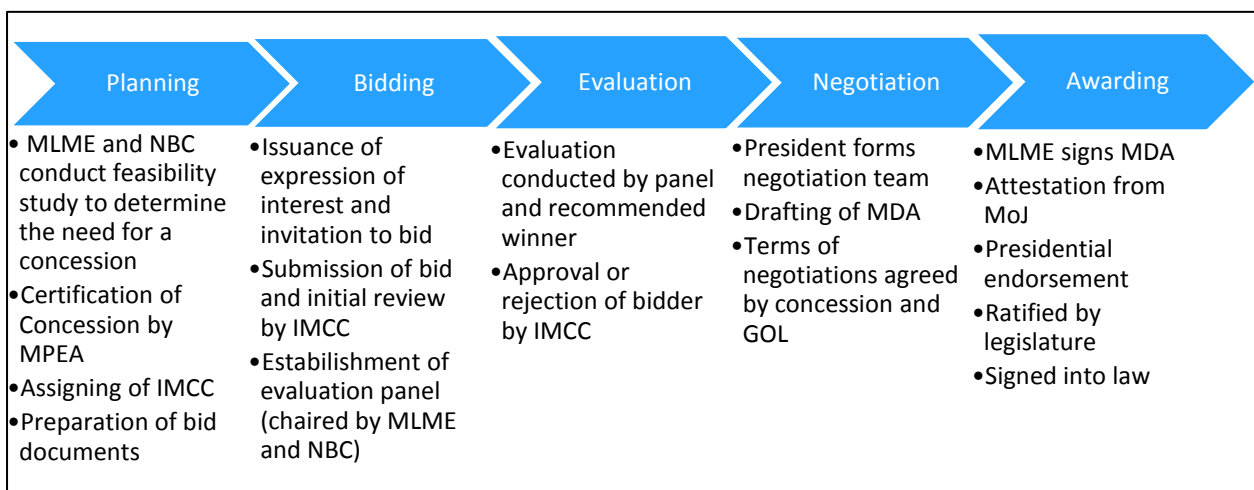 Planning
Bidding
Evaluation
Negotiation
Awarding
• MLME and NBC
conduct feasibility
study to determine
the need for a
concession
•Certification of
Concession by
MPEA
•Assigning of IMCC
•Preparation of bid
documents
•Issuance of
expression of
interest and
invitation to bid
•Submission of bid
and initial review
by IMCC
•Estabilishment of
evaluation panel
(chaired by MLME
and NBC)
•Evaluation
conducted by panel
and recommended
winner
•Approval or
rejection of bidder
by IMCC
•President forms
negotiation team
•Drafting of MDA
•Terms of
negotiations agreed
by concession and
GOL
•MLME signs MDA
•Attestation from
MoJ
•Presidential
endorsement
•Ratified by
legislature
•Signed into law